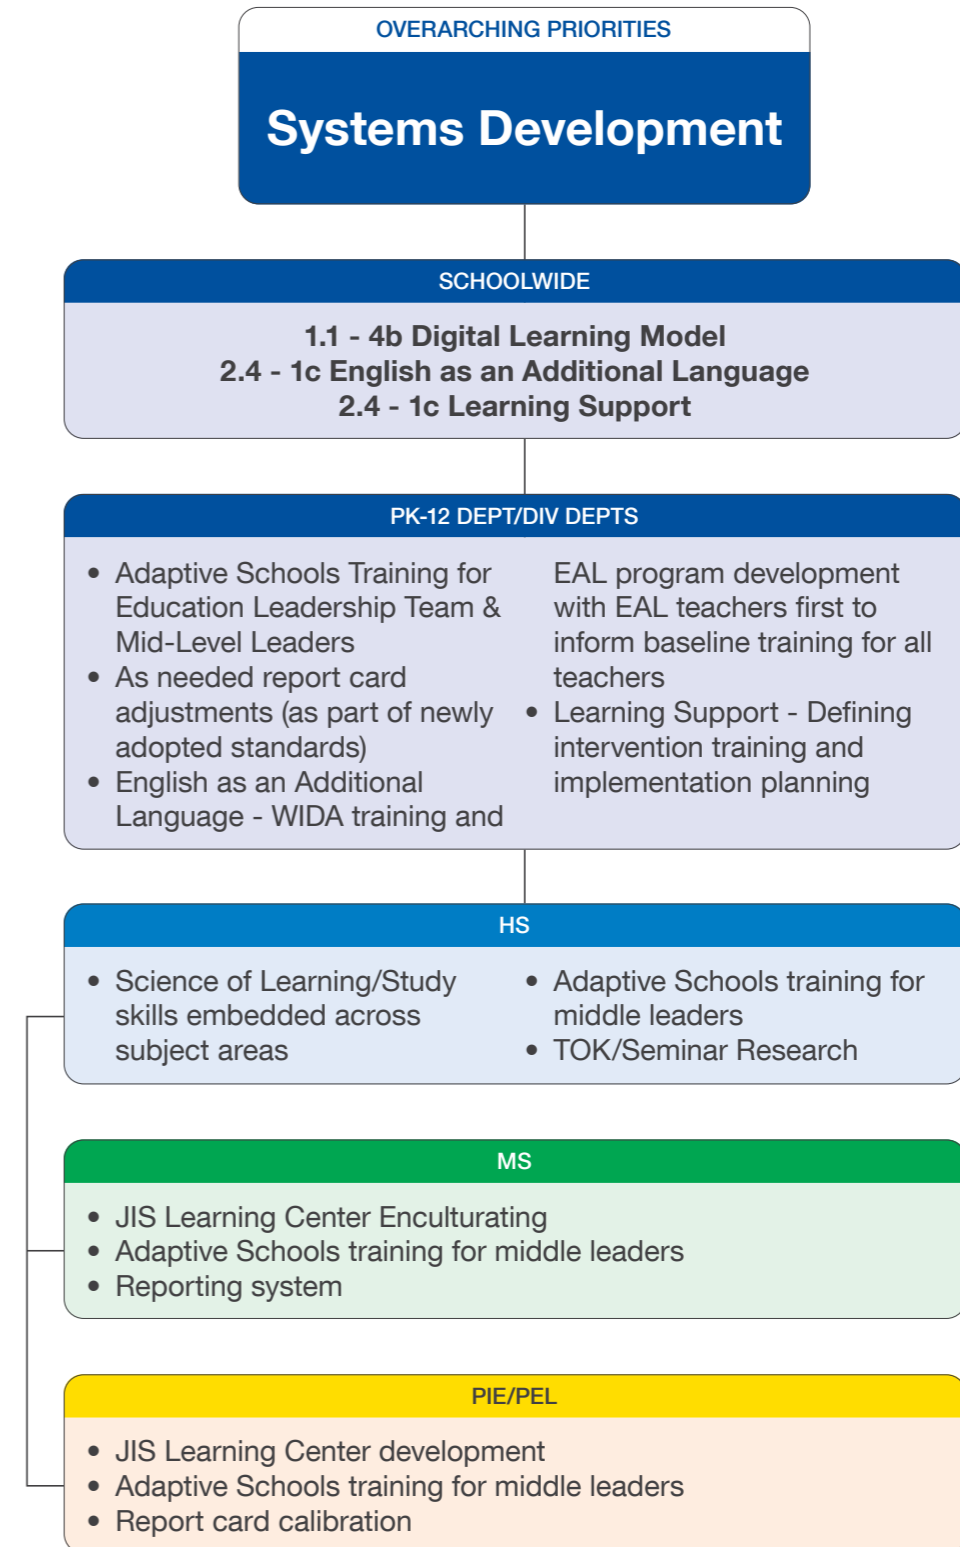 OVERARCHING PRIORITIES
Systems Development
SCHOOLWIDE
1.1 - 4b Digital Learning Model
2.4 - 1c English as an Additional Language
2.4 - 1c Learning Support
PK-12 DEPT/DIV DEPTS
• Adaptive Schools Training for
Education Leadership Team &
Mid-Level Leaders
• As needed report card
adjustments (as part of newly
adopted standards)
• English as an Additional
Language - WIDA training and
EAL program development
with EAL teachers first to
inform baseline training for all
teachers
• Learning Support - Defining
intervention training and
implementation planning
HS
• Science of Learning/Study
skills embedded across
subject areas
• Adaptive Schools training for
middle leaders
• TOK/Seminar Research
MS
• JIS Learning Center Enculturating
• Adaptive Schools training for middle leaders
• Reporting system
PIE/PEL
• JIS Learning Center development
• Adaptive Schools training for middle leaders
• Report card calibration